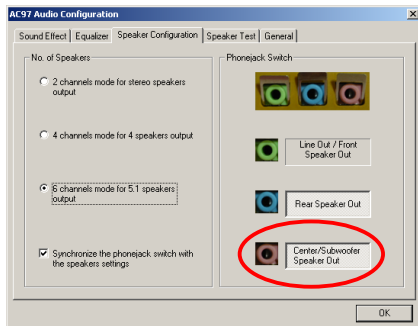 AC97 Audio Configuration
Sound Effect
Equalizer
Speaker Configuration
Speaker Test
General
No. of Speakers
2 channels mode for stereo speakers
output
4 channels mode for 4 speakers output
6 channels mode for 5.1 speakers
output
Synchronize the phonejack switch with
the speakers settings
Phonejack Switch
Line Out / Front
Speaker Out
Rear Speaker Out
Center/Subwoofer
Speaker Out
OK